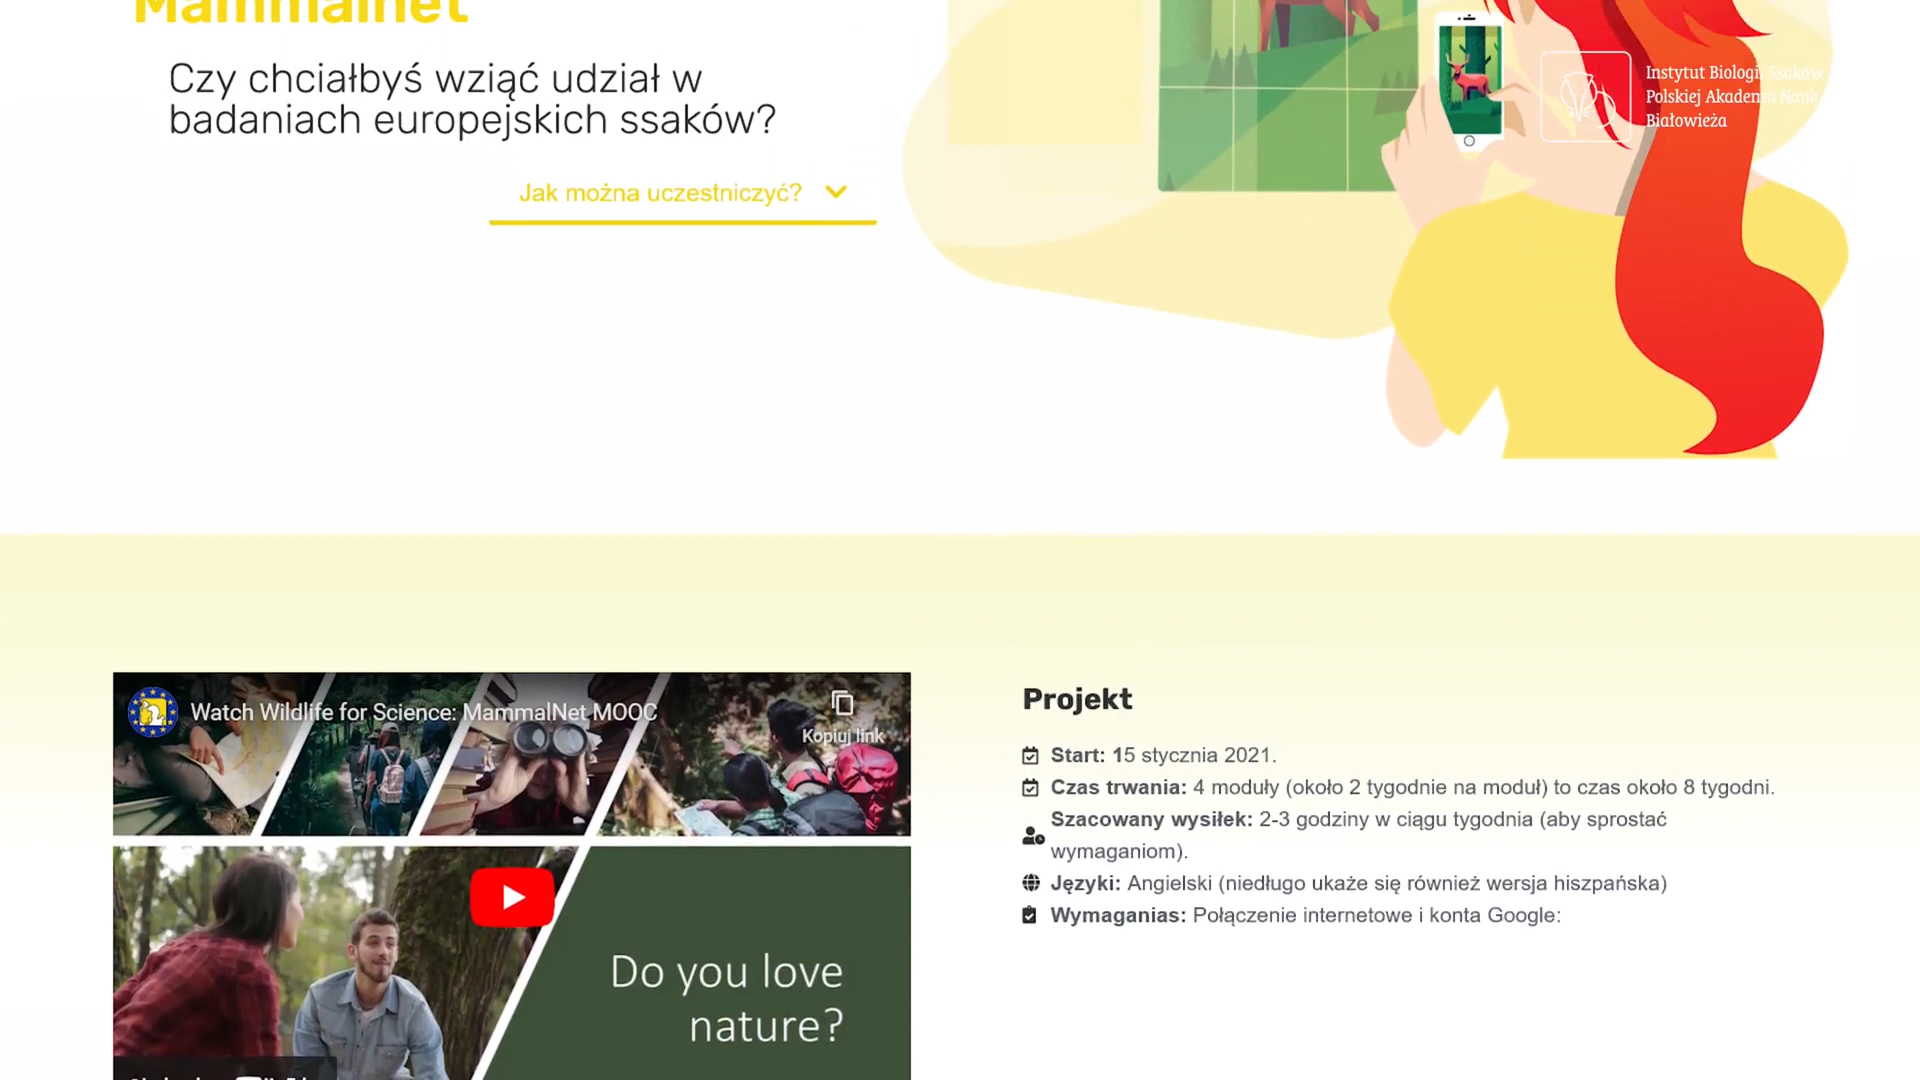 Mammalnet
Czy chciałbyś wziąć udział w
badaniach europejskich ssaków?
Jak można uczestniczyć?
Instytut Biologii Ssaków
Polskiej Akademii Nauk
Białowieża
Watch Wildlife for Science: MammalNet MOOC
Kopiuj link
Do you love
nature?
Projekt
Start: 15 stycznia 2021.
Czas trwania: 4 moduły (około 2 tygodnie na moduł) to czas około 8 tygodni.
Szacowany wysiłek: 2-3 godziny w ciągu tygodnia (aby sprostać
wymaganiom).
Języki: Angielski (niedługo ukaże się również wersja hiszpańska)
Wymaganias: Połączenie internetowe i konta Google: